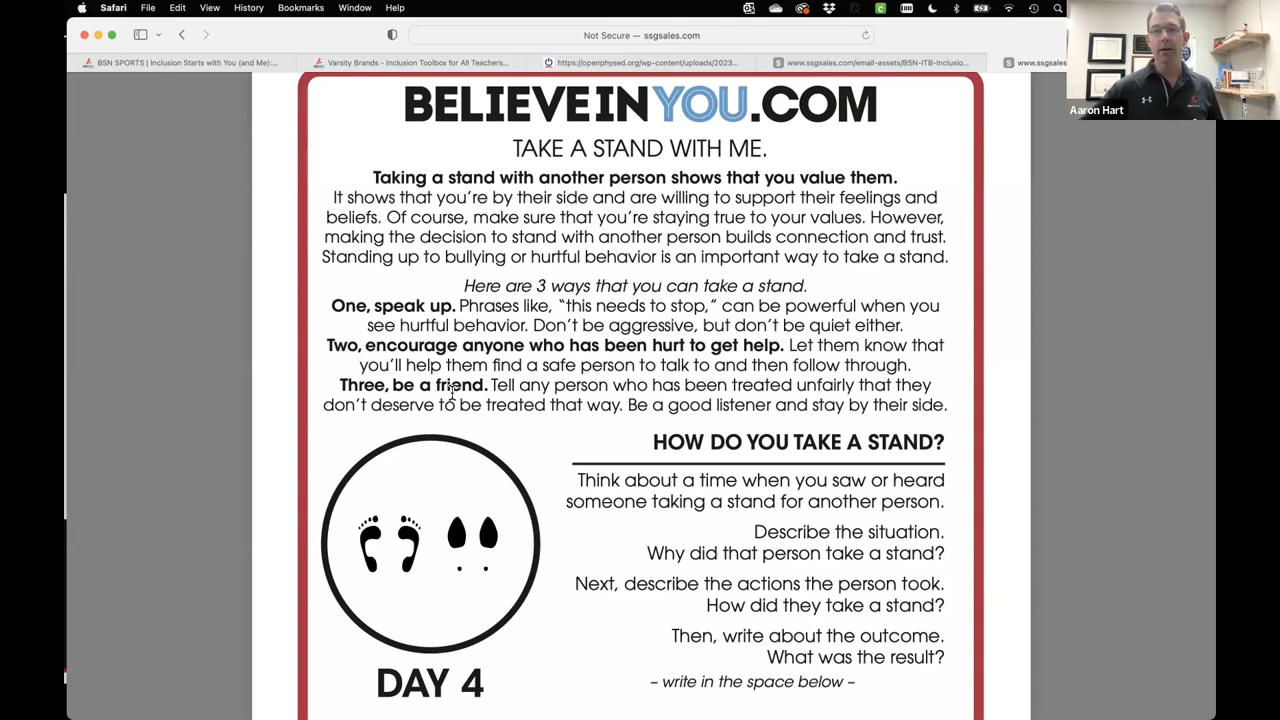 Safari File Edit View History Bookmarks Window Help
Not Secure — ssgsales.com
BSN SPORTS | Inclusion Starts with You (and Me):...
Varsity Brands - Inclusion Toolbox for All Teachers...
https://openphysed.org/wp-content/uploads/2023...
www.ssgsales.com/email-assets/BSN-ITB-Inclusio...
www.ssgsales
Aaron Hart
BELIEVE IN YOU.COM
TAKE A STAND WITH ME.
Taking a stand with another person shows that you value them.
It shows that you're by their side and are willing to support their feelings and
beliefs. Of course, make sure that you're staying true to your values. However,
making the decision to stand with another person builds connection and trust.
Standing up to bullying or hurtful behavior is an important way to take a stand.
Here are 3 ways that you can take a stand.
One, speak up. Phrases like, “this needs to stop,” can be powerful when you
see hurtful behavior. Don't be aggressive, but don't be quiet either.
Two, encourage anyone who has been hurt to get help. Let them know that
you'll help them find a safe person to talk to and then follow through.
Three, be a friend. Tell any person who has been treated unfairly that they
don't deserve to be treated that way. Be a good listener and stay by their side.
HOW DO YOU TAKE A STAND?
Think about a time when you saw or heard
someone taking a stand for another person.
Describe the situation.
Why did that person take a stand?
Next, describe the actions the person took.
How did they take a stand?
Then, write about the outcome.
What was the result?
– write in the space below –
DAY 4